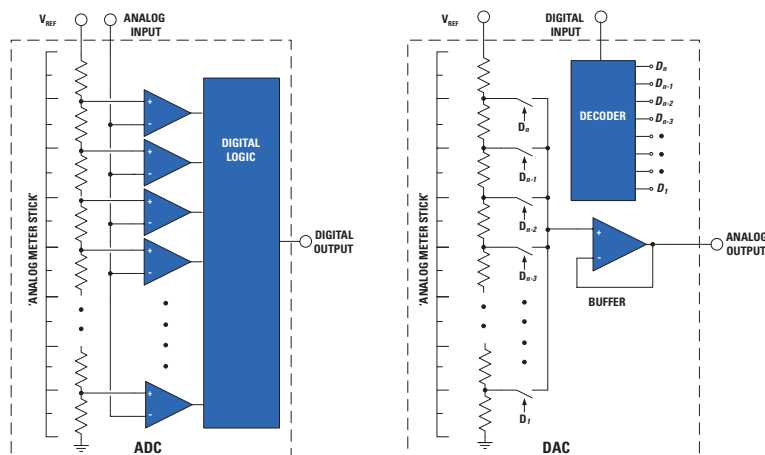 VREF
ANALOG
INPUT
'ANALOG METER STICK'
+
-
+
-
+
-
+
-
+
-
DIGITAL
LOGIC
DIGITAL
OUTPUT
ADC
VREF
DIGITAL
INPUT
'ANALOG METER STICK'
Dn
Dn-1
Dn-2
Dn-3
D1
DECODER
Dn
Dn-1
Dn-2
Dn-3
D1
+
-
BUFFER
ANALOG
OUTPUT
DAC